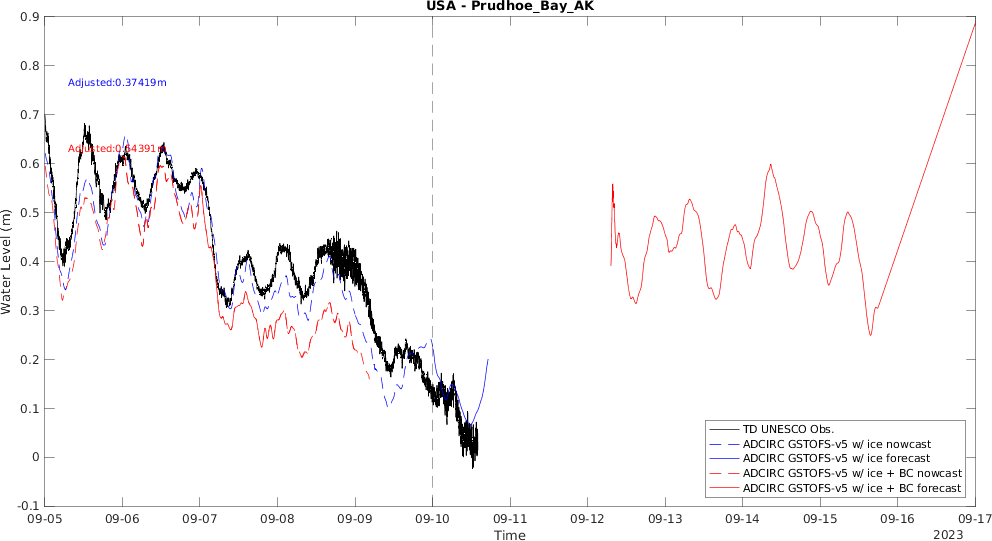 USA - Prudhoe_Bay_AK
0.9
0.8
Adjusted:0.37419m
0.7
0.6
0.5
0.4
0.3
0.2
0.1
0
-0.1
Water Level (m)
TD UNESCO Obs.
ADCIRC GSTOFS-v5 w/ ice nowcast
ADCIRC GSTOFS-v5 w/ ice forecast
ADCIRC GSTOFS-v5 w/ ice + BC nowcast
ADCIRC GSTOFS-v5 w/ ice + BC forecast
09-05 09-06 09-07 09-08 09-09 09-10 09-11 09-12 09-13 09-14 09-15 09-16 09-17
Time
2023